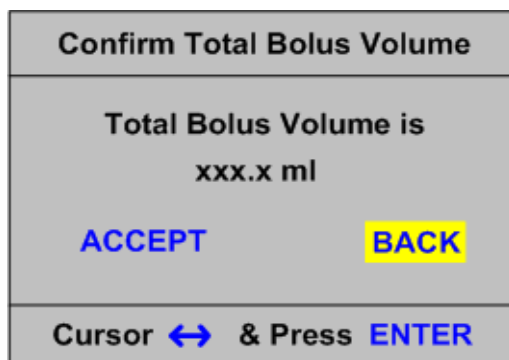 Confirm Total Bolus Volume
Total Bolus Volume is
xxx.x ml
ACCEPT BACK
Cursor ↔ & Press ENTER